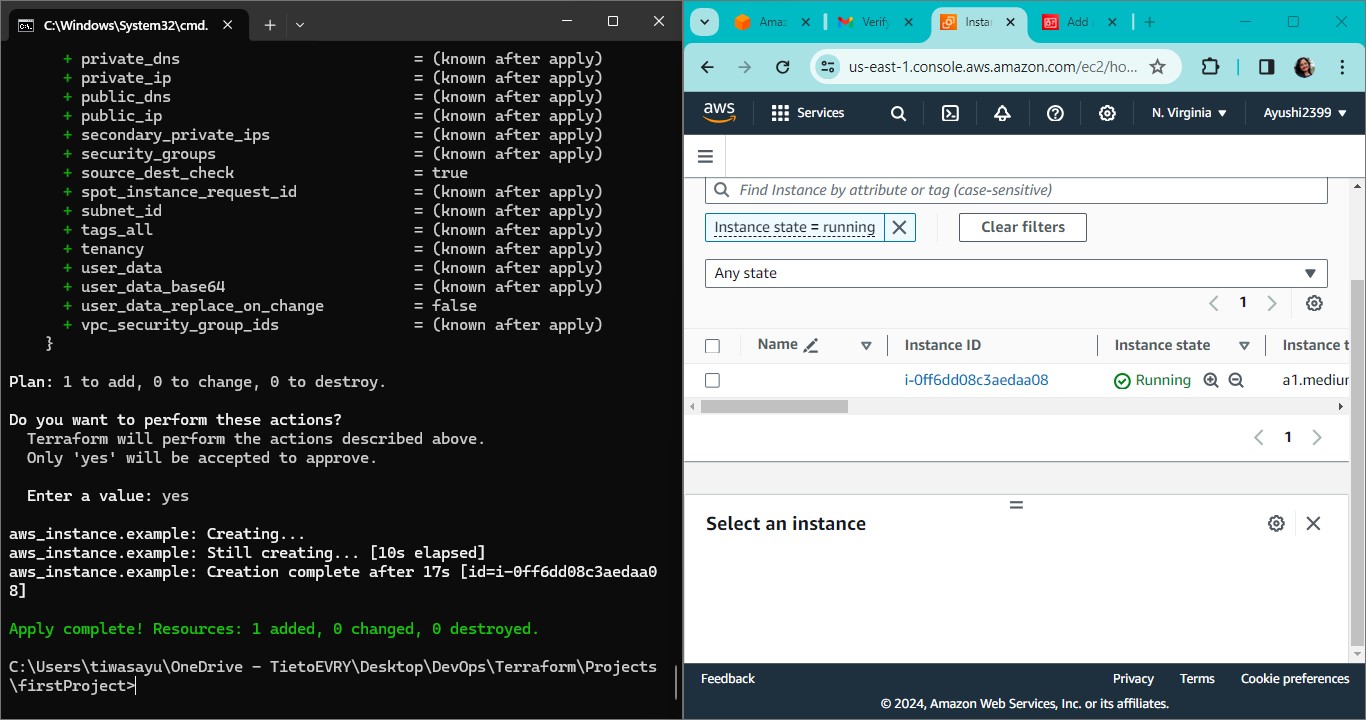 C:\Windows\System32\cmd.
+ private_dns = (known after apply)
+ private_ip = (known after apply)
+ public_dns = (known after apply)
+ public_ip = (known after apply)
+ secondary_private_ips = (known after apply)
+ security_groups = (known after apply)
+ source_dest_check = true
+ spot_instance_request_id = (known after apply)
+ subnet_id = (known after apply)
+ tags_all = (known after apply)
+ tenancy = (known after apply)
+ user_data = (known after apply)
+ user_data_base64 = (known after apply)
+ user_data_replace_on_change = false
+ vpc_security_group_ids = (known after apply)
}
Plan: 1 to add, 0 to change, 0 to destroy.
Do you want to perform these actions?
Terraform will perform the actions described above.
Only 'yes' will be accepted to approve.
Enter a value: yes
aws_instance.example: Creating...
aws_instance.example: Still creating... [10s elapsed]
aws_instance.example: Creation complete after 17s [id=i-0ff6dd08c3aedaa0
8]
Apply complete! Resources: 1 added, 0 changed, 0 destroyed.
C:\Users\tiwasayu\OneDrive - TietoEVRY\Desktop\DevOps\Terraform\Projects
\firstProject>
Amaz Verify Instan Add
us-east-1.console.aws.amazon.com/ec2/ho...
aws Services N. Virginia Ayushi2399
Find Instance by attribute or tag (case-sensitive)
Instance state = running Clear filters
Any state
1
Name Instance ID Instance state Instance t
i-0ff6dd08c3aedaa08 Running a1.mediur
1
Select an instance
Feedback Privacy Terms Cookie preferences
© 2024, Amazon Web Services, Inc. or its affiliates.